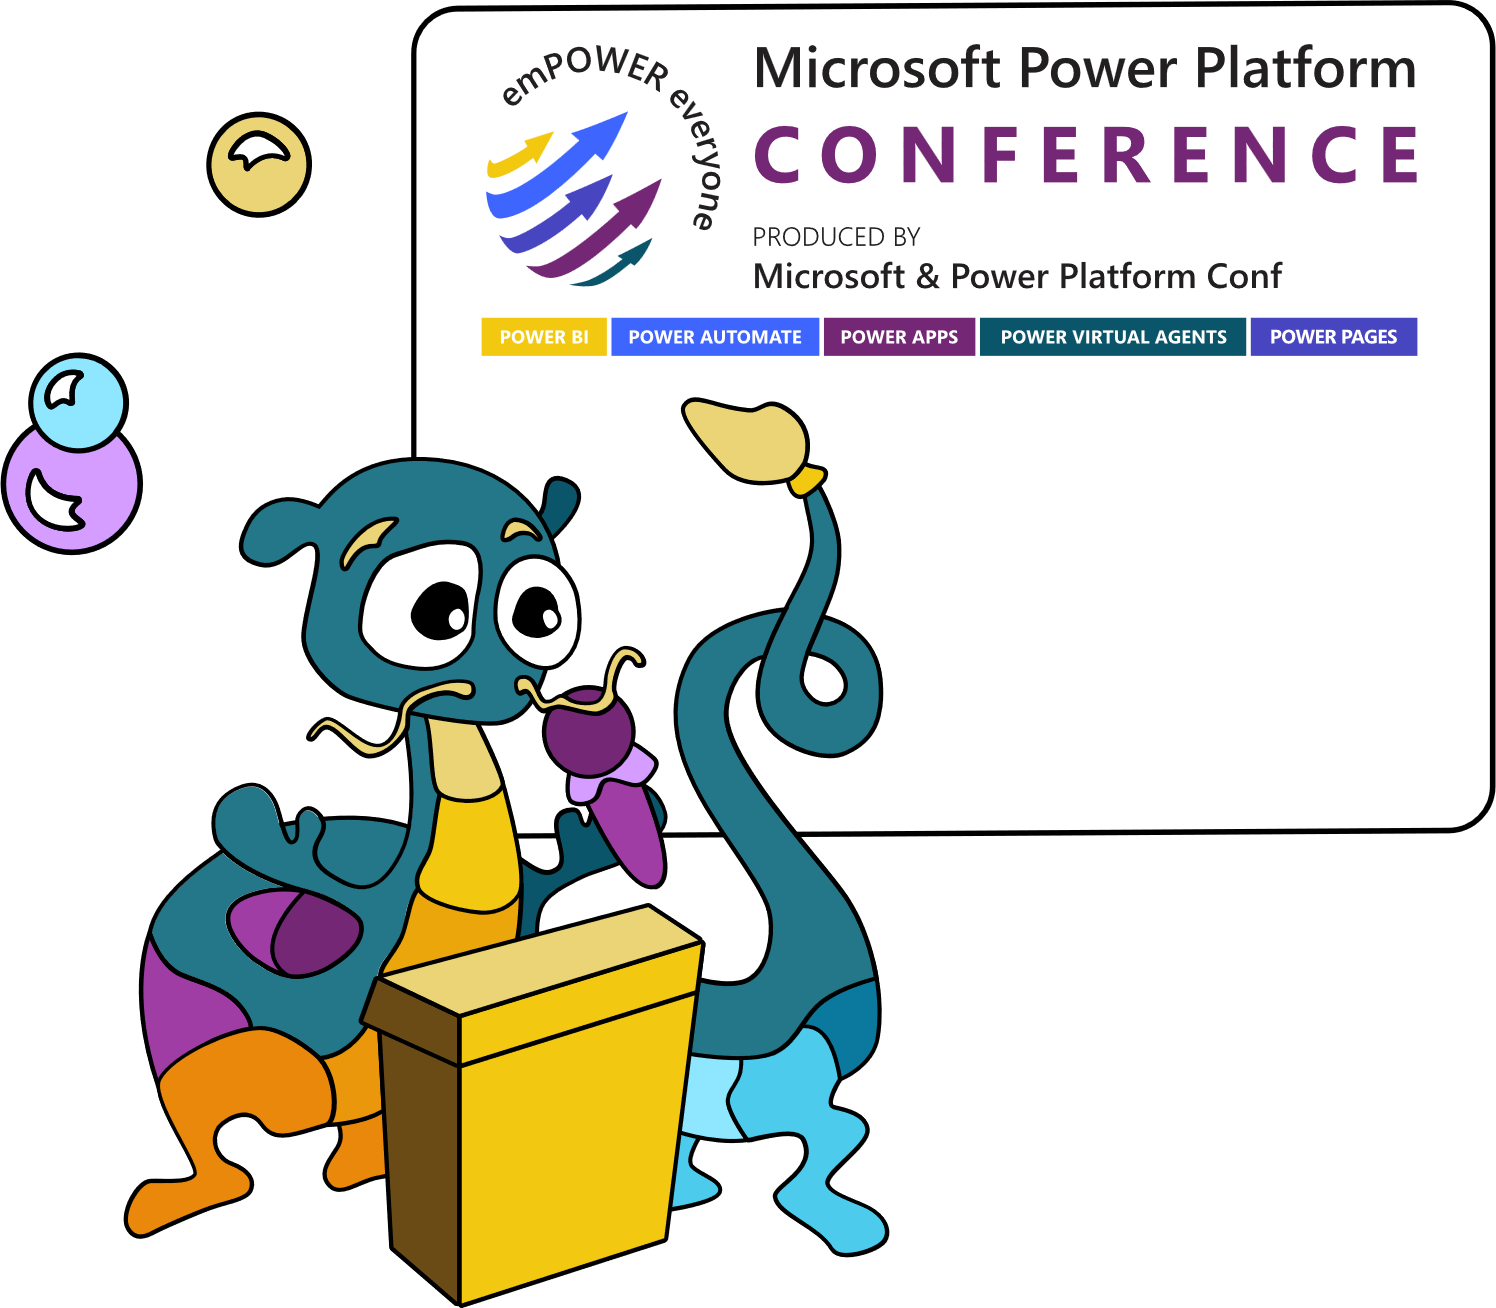 emPOWER everyone
Microsoft Power Platform
CONFERENCE
PRODUCED BY
Microsoft & Power Platform Conf
POWER BI POWER AUTOMATE POWER APPS POWER VIRTUAL AGENTS POWER PAGES